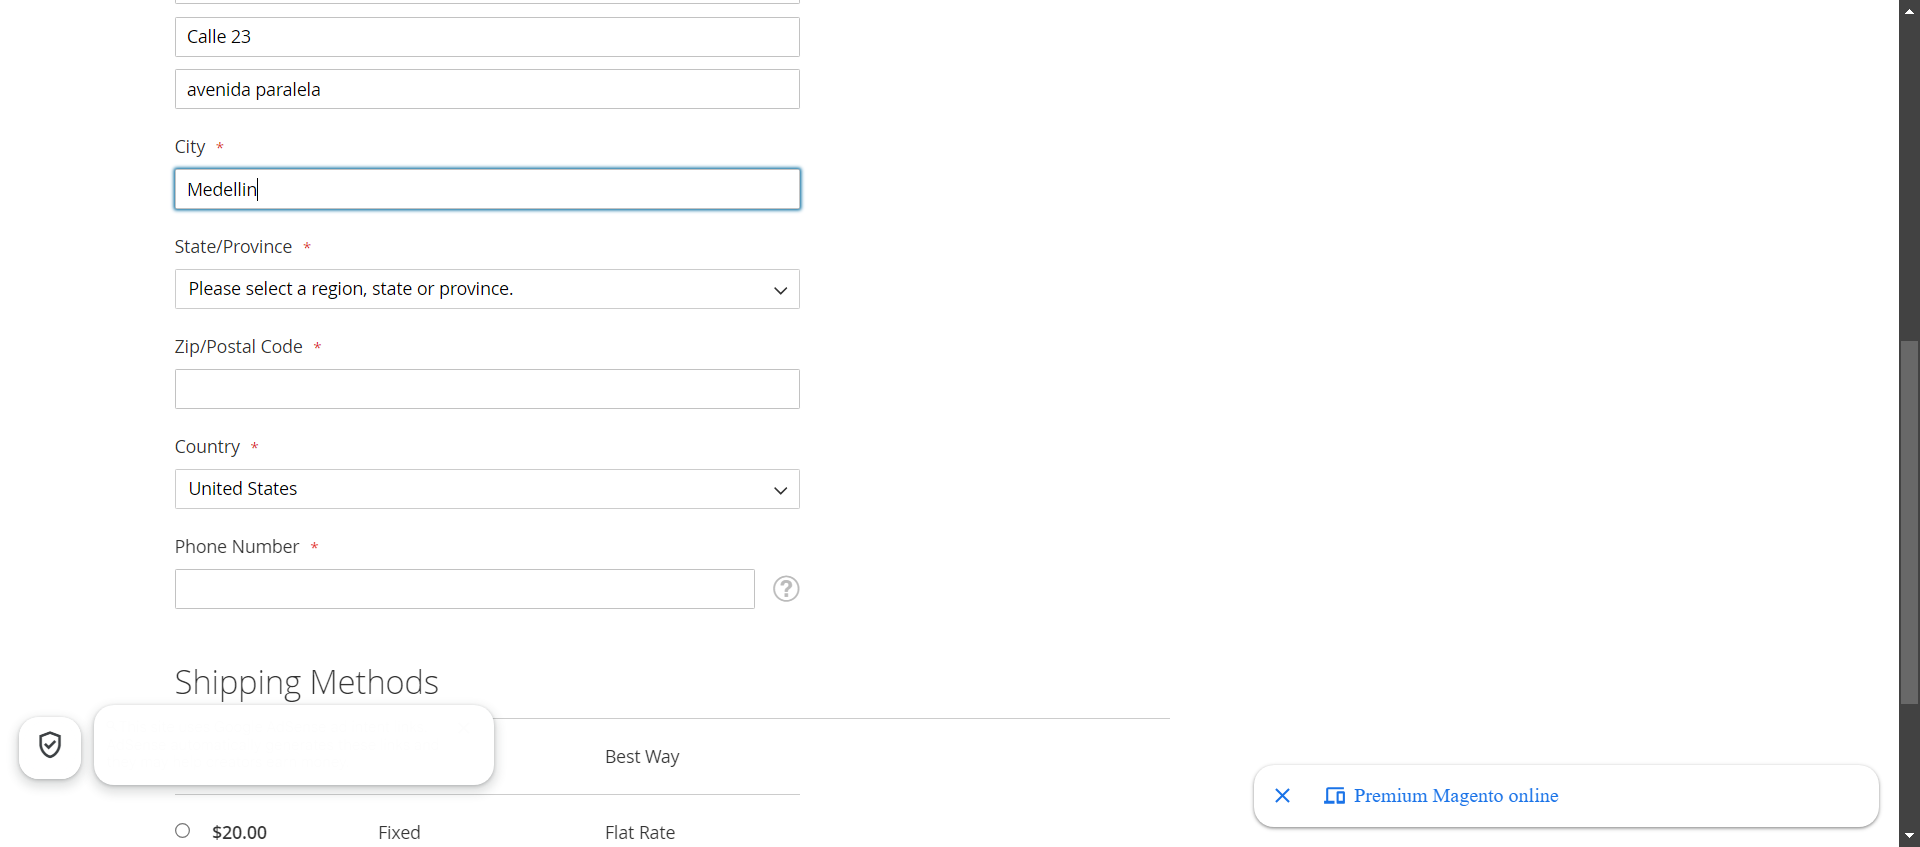 Calle 23
avenida paralela
City *
Medellin
State/Province *
Please select a region, state or province.
Zip/Postal Code *
Country *
United States
Phone Number *
?
Shipping Methods
Best Way
Premium Magento online
$20.00 Fixed Flat Rate